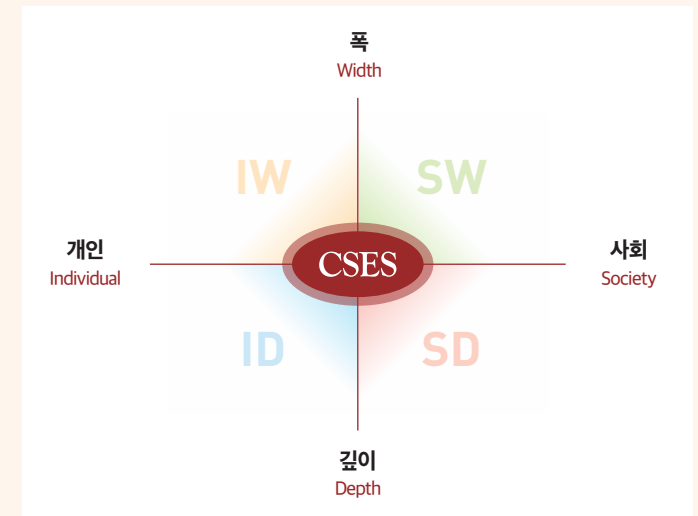 폭
Width
IW
SW
개인
Individual
CSES
사회
Society
ID
SD
깊이
Depth